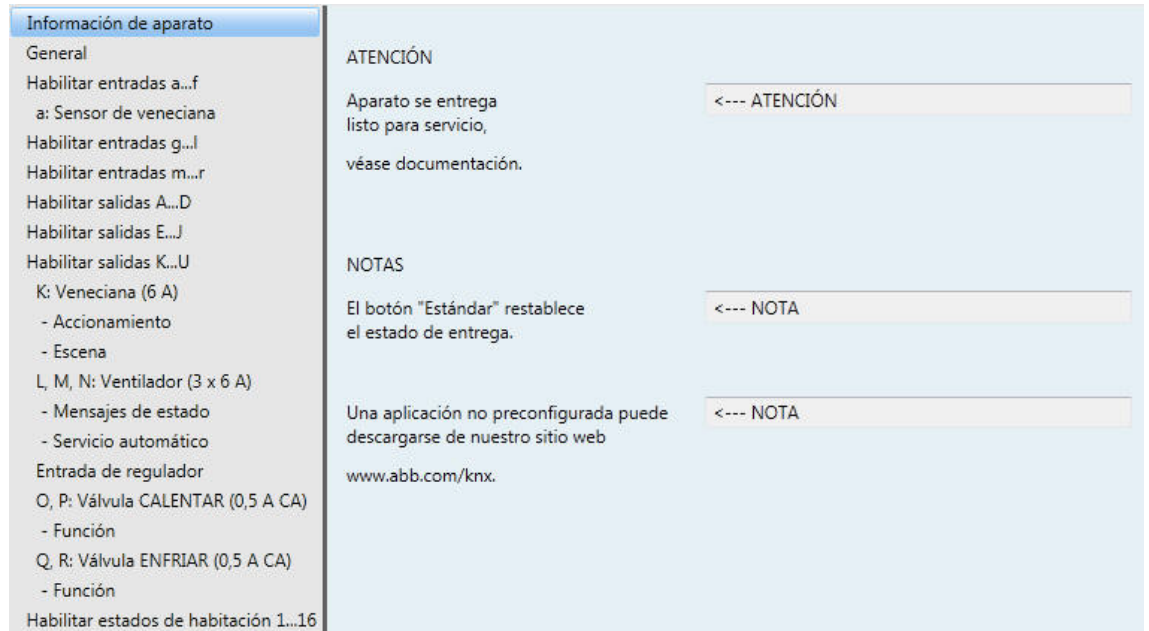 Información de aparato
General
Habilitar entradas a...f
a: Sensor de veneciana
Habilitar entradas g...l
Habilitar entradas m...r
Habilitar salidas A...D
Habilitar salidas E...J
Habilitar salidas K...U
K: Veneciana (6 A)
- Accionamiento
- Escena
L, M, N: Ventilador (3 x 6 A)
- Mensajes de estado
- Servicio automático
Entrada de regulador
O, P: Válvula CALENTAR (0,5 A CA)
- Función
Q, R: Válvula ENFRIAR (0,5 A CA)
- Función
Habilitar estados de habitación 1...16
ATENCIÓN
Aparato se entrega
listo para servicio,
<--- ATENCIÓN
véase documentación.
NOTAS
El botón "Estándar" restablece
el estado de entrega.
<--- NOTA
Una aplicación no preconfigurada puede
descargarse de nuestro sitio web
<--- NOTA
www.abb.com/knx.